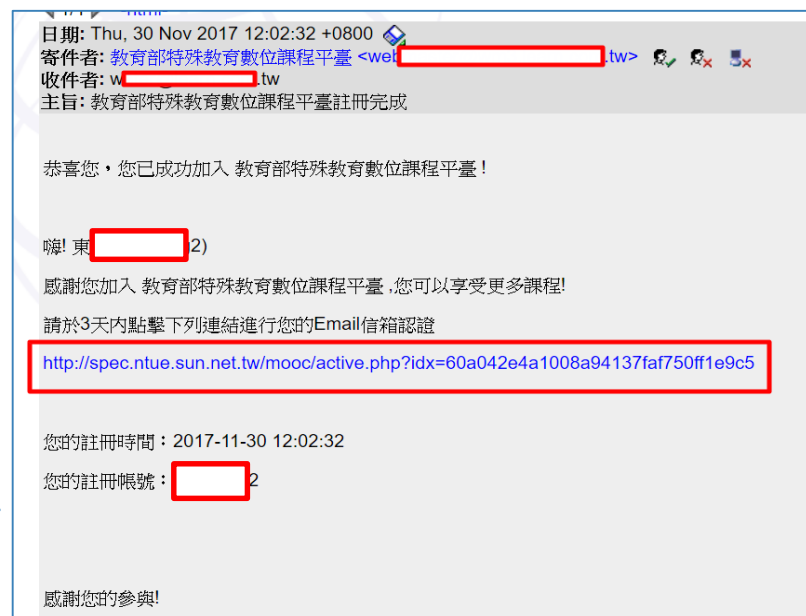 日期: Thu, 30 Nov 2017 12:02:32 +0800
寄件者: 教育部特殊教育數位課程平臺 <web .tw>
收件者: w .tw
主旨: 教育部特殊教育數位課程平臺註冊完成
恭喜您，您已成功加入 教育部特殊教育數位課程平臺！
嗨! 東 2)
感謝您加入 教育部特殊教育數位課程平臺 ,您可以享受更多課程!
請於3天內點擊下列連結進行您的Email信箱認證
http://spec.ntue.sun.net.tw/mooc/active.php?idx=60a042e4a1008a94137faf750ff1e9c5
您的註冊時間：2017-11-30 12:02:32
您的註冊帳號： 2
感謝您的參與!